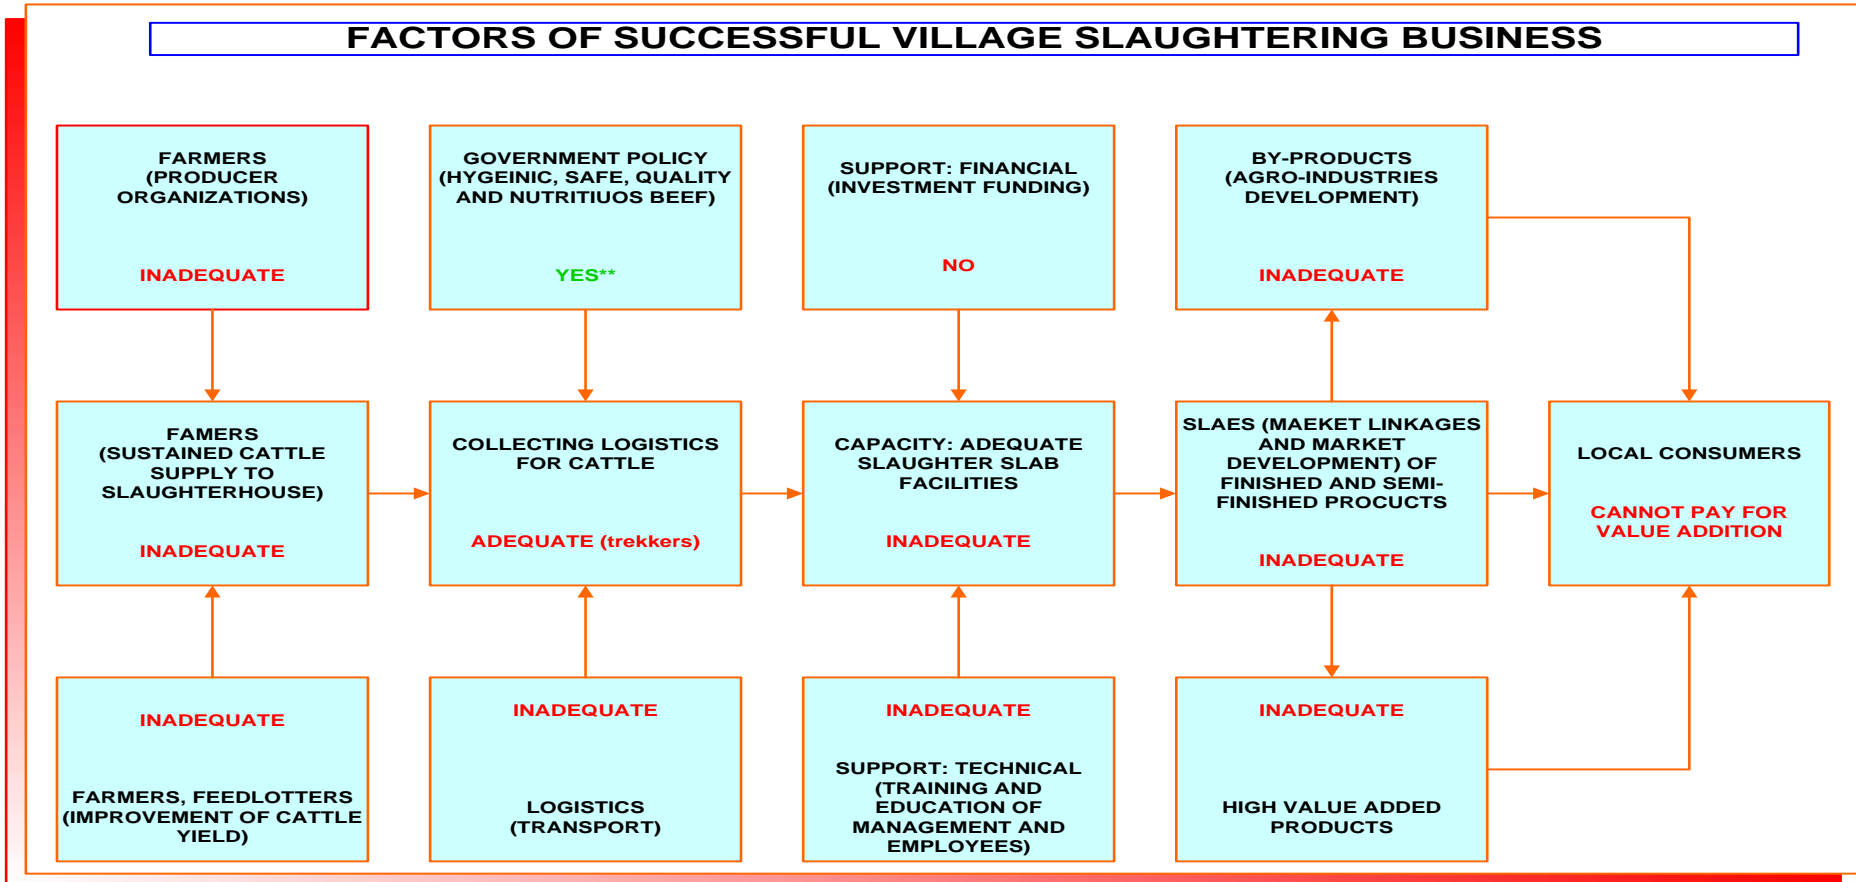 FACTORS OF SUCCESSFUL VILLAGE SLAUGHTERING BUSINESS
FARMERS
(PRODUCER
ORGANIZATIONS)
INADEQUATE
GOVERNMENT POLICY
(HYGEINIC, SAFE, QUALITY
AND NUTRITIUOS BEEF)
YES**
SUPPORT: FINANCIAL
(INVESTMENT FUNDING)
NO
BY-PRODUCTS
(AGRO-INDUSTRIES
DEVELOPMENT)
INADEQUATE
FAMERS
(SUSTAINED CATTLE
SUPPLY TO
SLAUGHTERHOUSE)
INADEQUATE
COLLECTING LOGISTICS
FOR CATTLE
ADEQUATE (trekkers)
CAPACITY: ADEQUATE
SLAUGHTER SLAB
FACILITIES
INADEQUATE
SLAES (MAEKET LINKAGES
AND MARKET
DEVELOPMENT) OF
FINISHED AND SEMI-
FINISHED PROCUCTS
INADEQUATE
LOCAL CONSUMERS
CANNOT PAY FOR
VALUE ADDITION
INADEQUATE
FARMERS, FEEDLOTTERS
(IMPROVEMENT OF CATTLE
YIELD)
INADEQUATE
LOGISTICS
(TRANSPORT)
INADEQUATE
SUPPORT: TECHNICAL
(TRAINING AND
EDUCATION OF
MANAGEMENT AND
EMPLOYEES)
INADEQUATE
HIGH VALUE ADDED
PRODUCTS